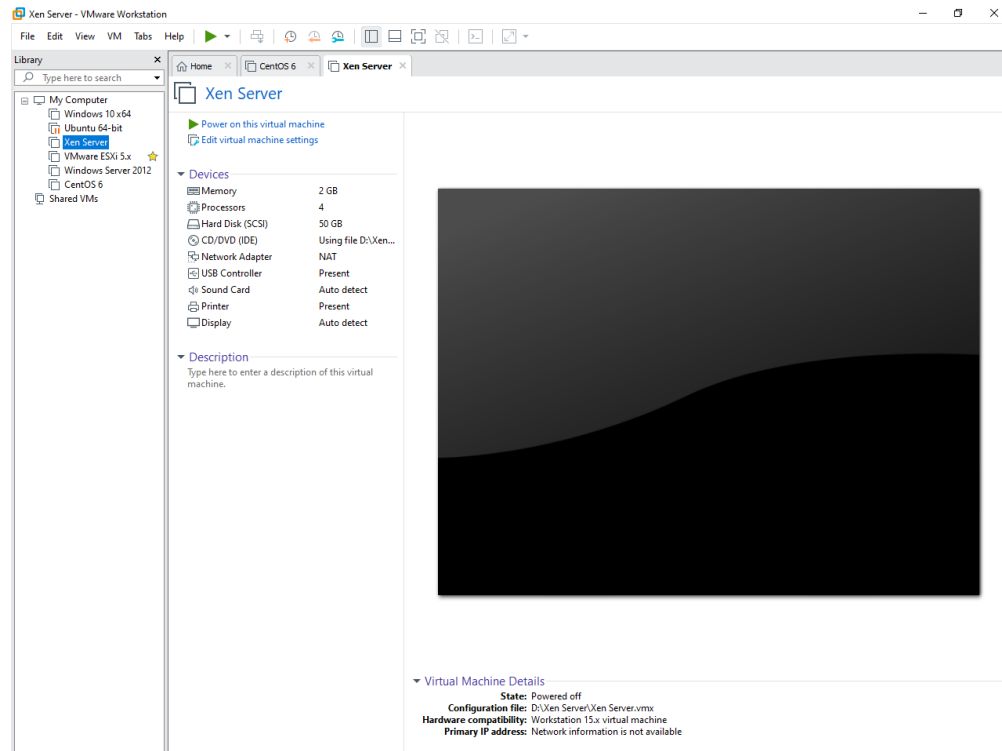 Xen Server - VMware Workstation
File Edit View VM Tabs Help
Library
Type here to search
My Computer
Windows 10 x64
Ubuntu 64-bit
Xen Server
VMware ESXi 5.x
Windows Server 2012
CentOS 6
Shared VMs
Home CentOS 6 Xen Server
Xen Server
Power on this virtual machine
Edit virtual machine settings
Devices
Memory 2 GB
Processors 4
Hard Disk (SCSI) 50 GB
CD/DVD (IDE) Using file D:\Xen...
Network Adapter NAT
USB Controller Present
Sound Card Auto detect
Printer Present
Display Auto detect
Description
Type here to enter a description of this virtual
machine.
Virtual Machine Details
State: Powered off
Configuration file: D:\Xen Server\Xen Server.vmx
Hardware compatibility: Workstation 15.x virtual machine
Primary IP address: Network information is not available